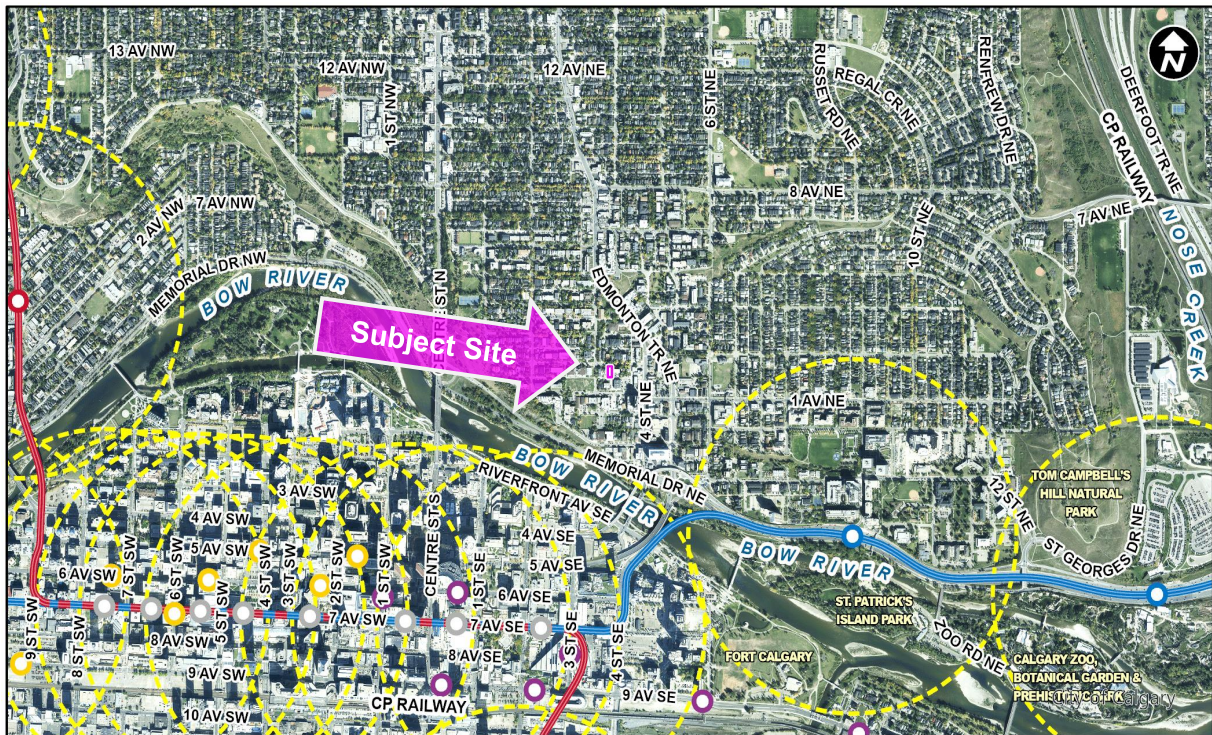 13 AV NW
12 AV NW
12 AV NE
1 ST NW
6 ST NE
RUSSET RD NE
REGAL CR NE
RENFREW DR NE
N
DEERFOOT TR NE
CP RAILWAY
NOSE CREEK
2 AV NW
7 AV NW
8 AV NE
7 AV NE
10 ST NE
MEMORIAL DR NW
BOW RIVER
CENTRE ST N
EDMONTON TR NE
Subject Site
4 ST NE
1 AV NE
BOW RIVER
MEMORIAL DR NE
RIVERFRONT AV SE
TOM CAMPBELL'S
HILL NATURAL
PARK
12 ST NE
ST GEORGES DR NE
3 AV SW
4 AV SW
5 AV SW
6 AV SW
7 ST SW
6 ST SW
4 ST SW
3 ST SW
2 ST SW
1 ST SW
CENTRE ST S
1 ST SE
4 AV SE
5 AV SE
6 AV SE
BOW RIVER
ST. PATRICK'S
ISLAND PARK
9 ST SW
8 ST SW
7 AV SW
7 AV SE
8 AV SW
8 AV SE
3 ST SE
4 ST SE
9 AV SW
9 AV SE
10 AV SW
CP RAILWAY
FORT CALGARY
ZOO RD NE
CALGARY ZOO,
BOTANICAL GARDEN &
PREHISTORIC PARK
City of Calgary